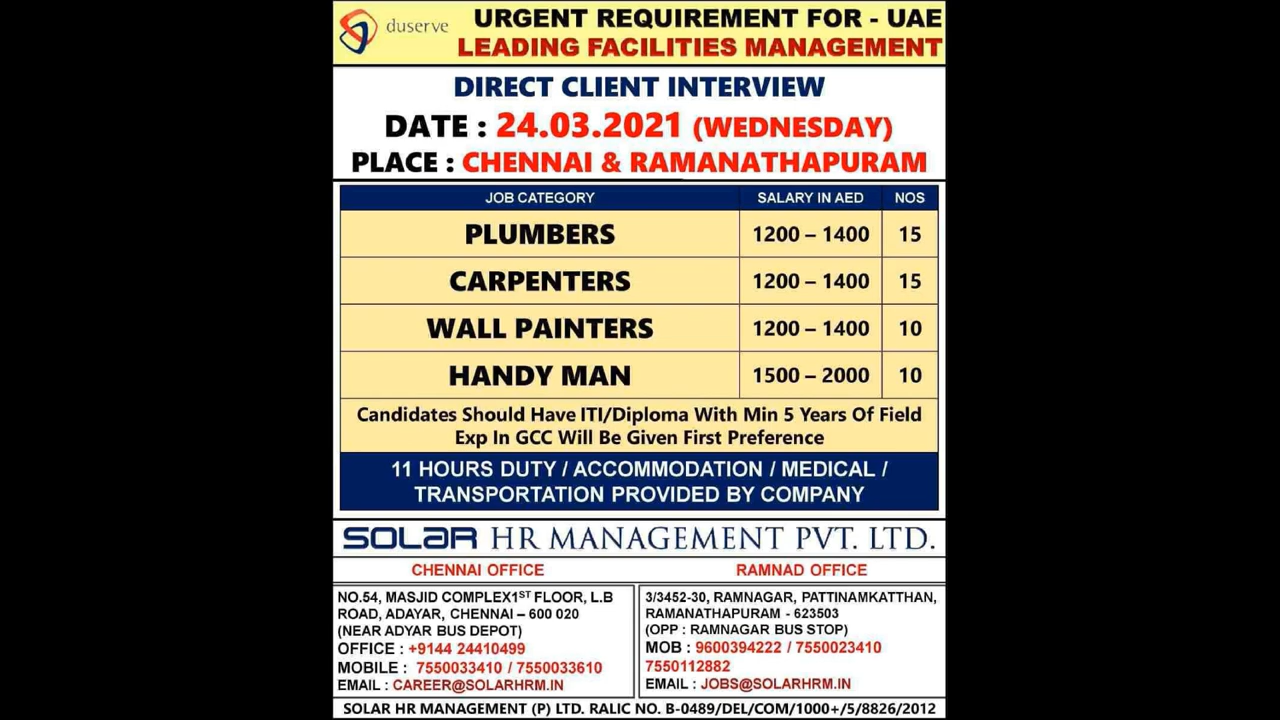 duserve
URGENT REQUIREMENT FOR - UAE
LEADING FACILITIES MANAGEMENT
DIRECT CLIENT INTERVIEW
DATE : 24.03.2021 (WEDNESDAY)
PLACE : CHENNAI & RAMANATHAPURAM
JOB CATEGORY SALARY IN AED NOS
PLUMBERS 1200 – 1400 15
CARPENTERS 1200 – 1400 15
WALL PAINTERS 1200 – 1400 10
HANDY MAN 1500 – 2000 10
Candidates Should Have ITI/Diploma With Min 5 Years Of Field
Exp In GCC Will Be Given First Preference
11 HOURS DUTY / ACCOMMODATION / MEDICAL /
TRANSPORTATION PROVIDED BY COMPANY
SOLAR HR MANAGEMENT PVT. LTD.
CHENNAI OFFICE
NO.54, MASJID COMPLEX1ST FLOOR, L.B
ROAD, ADAYAR, CHENNAI – 600 020
(NEAR ADYAR BUS DEPOT)
OFFICE : +9144 24410499
MOBILE : 7550033410 / 7550033610
EMAIL : CAREER@SOLARHRM.IN
RAMNAD OFFICE
3/3452-30, RAMNAGAR, PATTINAMKATTHAN,
RAMANATHAPURAM - 623503
(OPP : RAMNAGAR BUS STOP)
MOB : 9600394222 / 7550023410
7550112882
EMAIL : JOBS@SOLARHRM.IN
SOLAR HR MANAGEMENT (P) LTD. RALIC NO. B-0489/DEL/COM/1000+/5/8826/2012